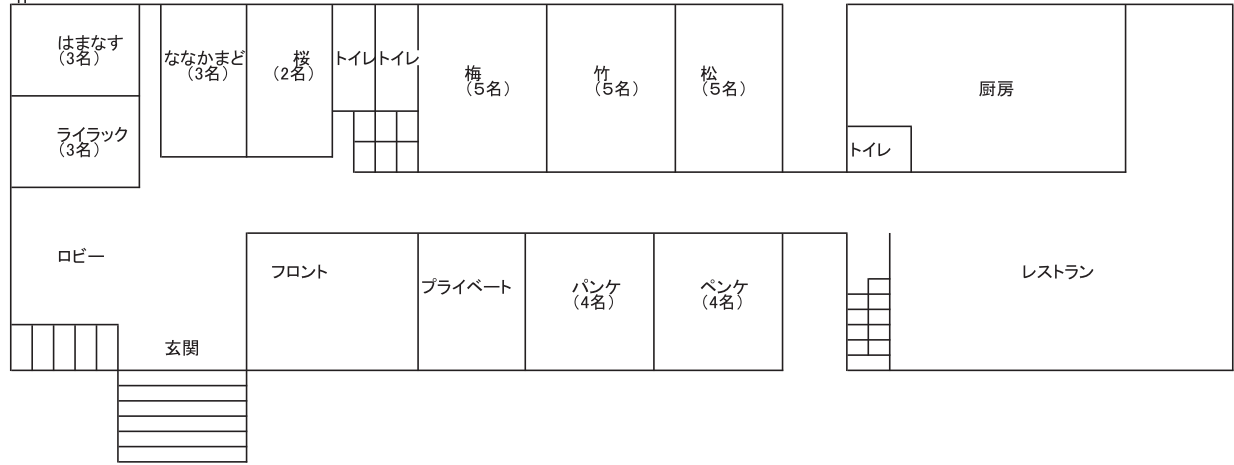 はまなす
（3名）
ななかまど
（3名）
桜
（2名）
トイレ
トイレ
梅
（5名）
竹
（5名）
松
（5名）
厨房
ライラック
（3名）
トイレ
ロビー
フロント
プライベート
パンケ
（4名）
ペンケ
（4名）
レストラン
玄関